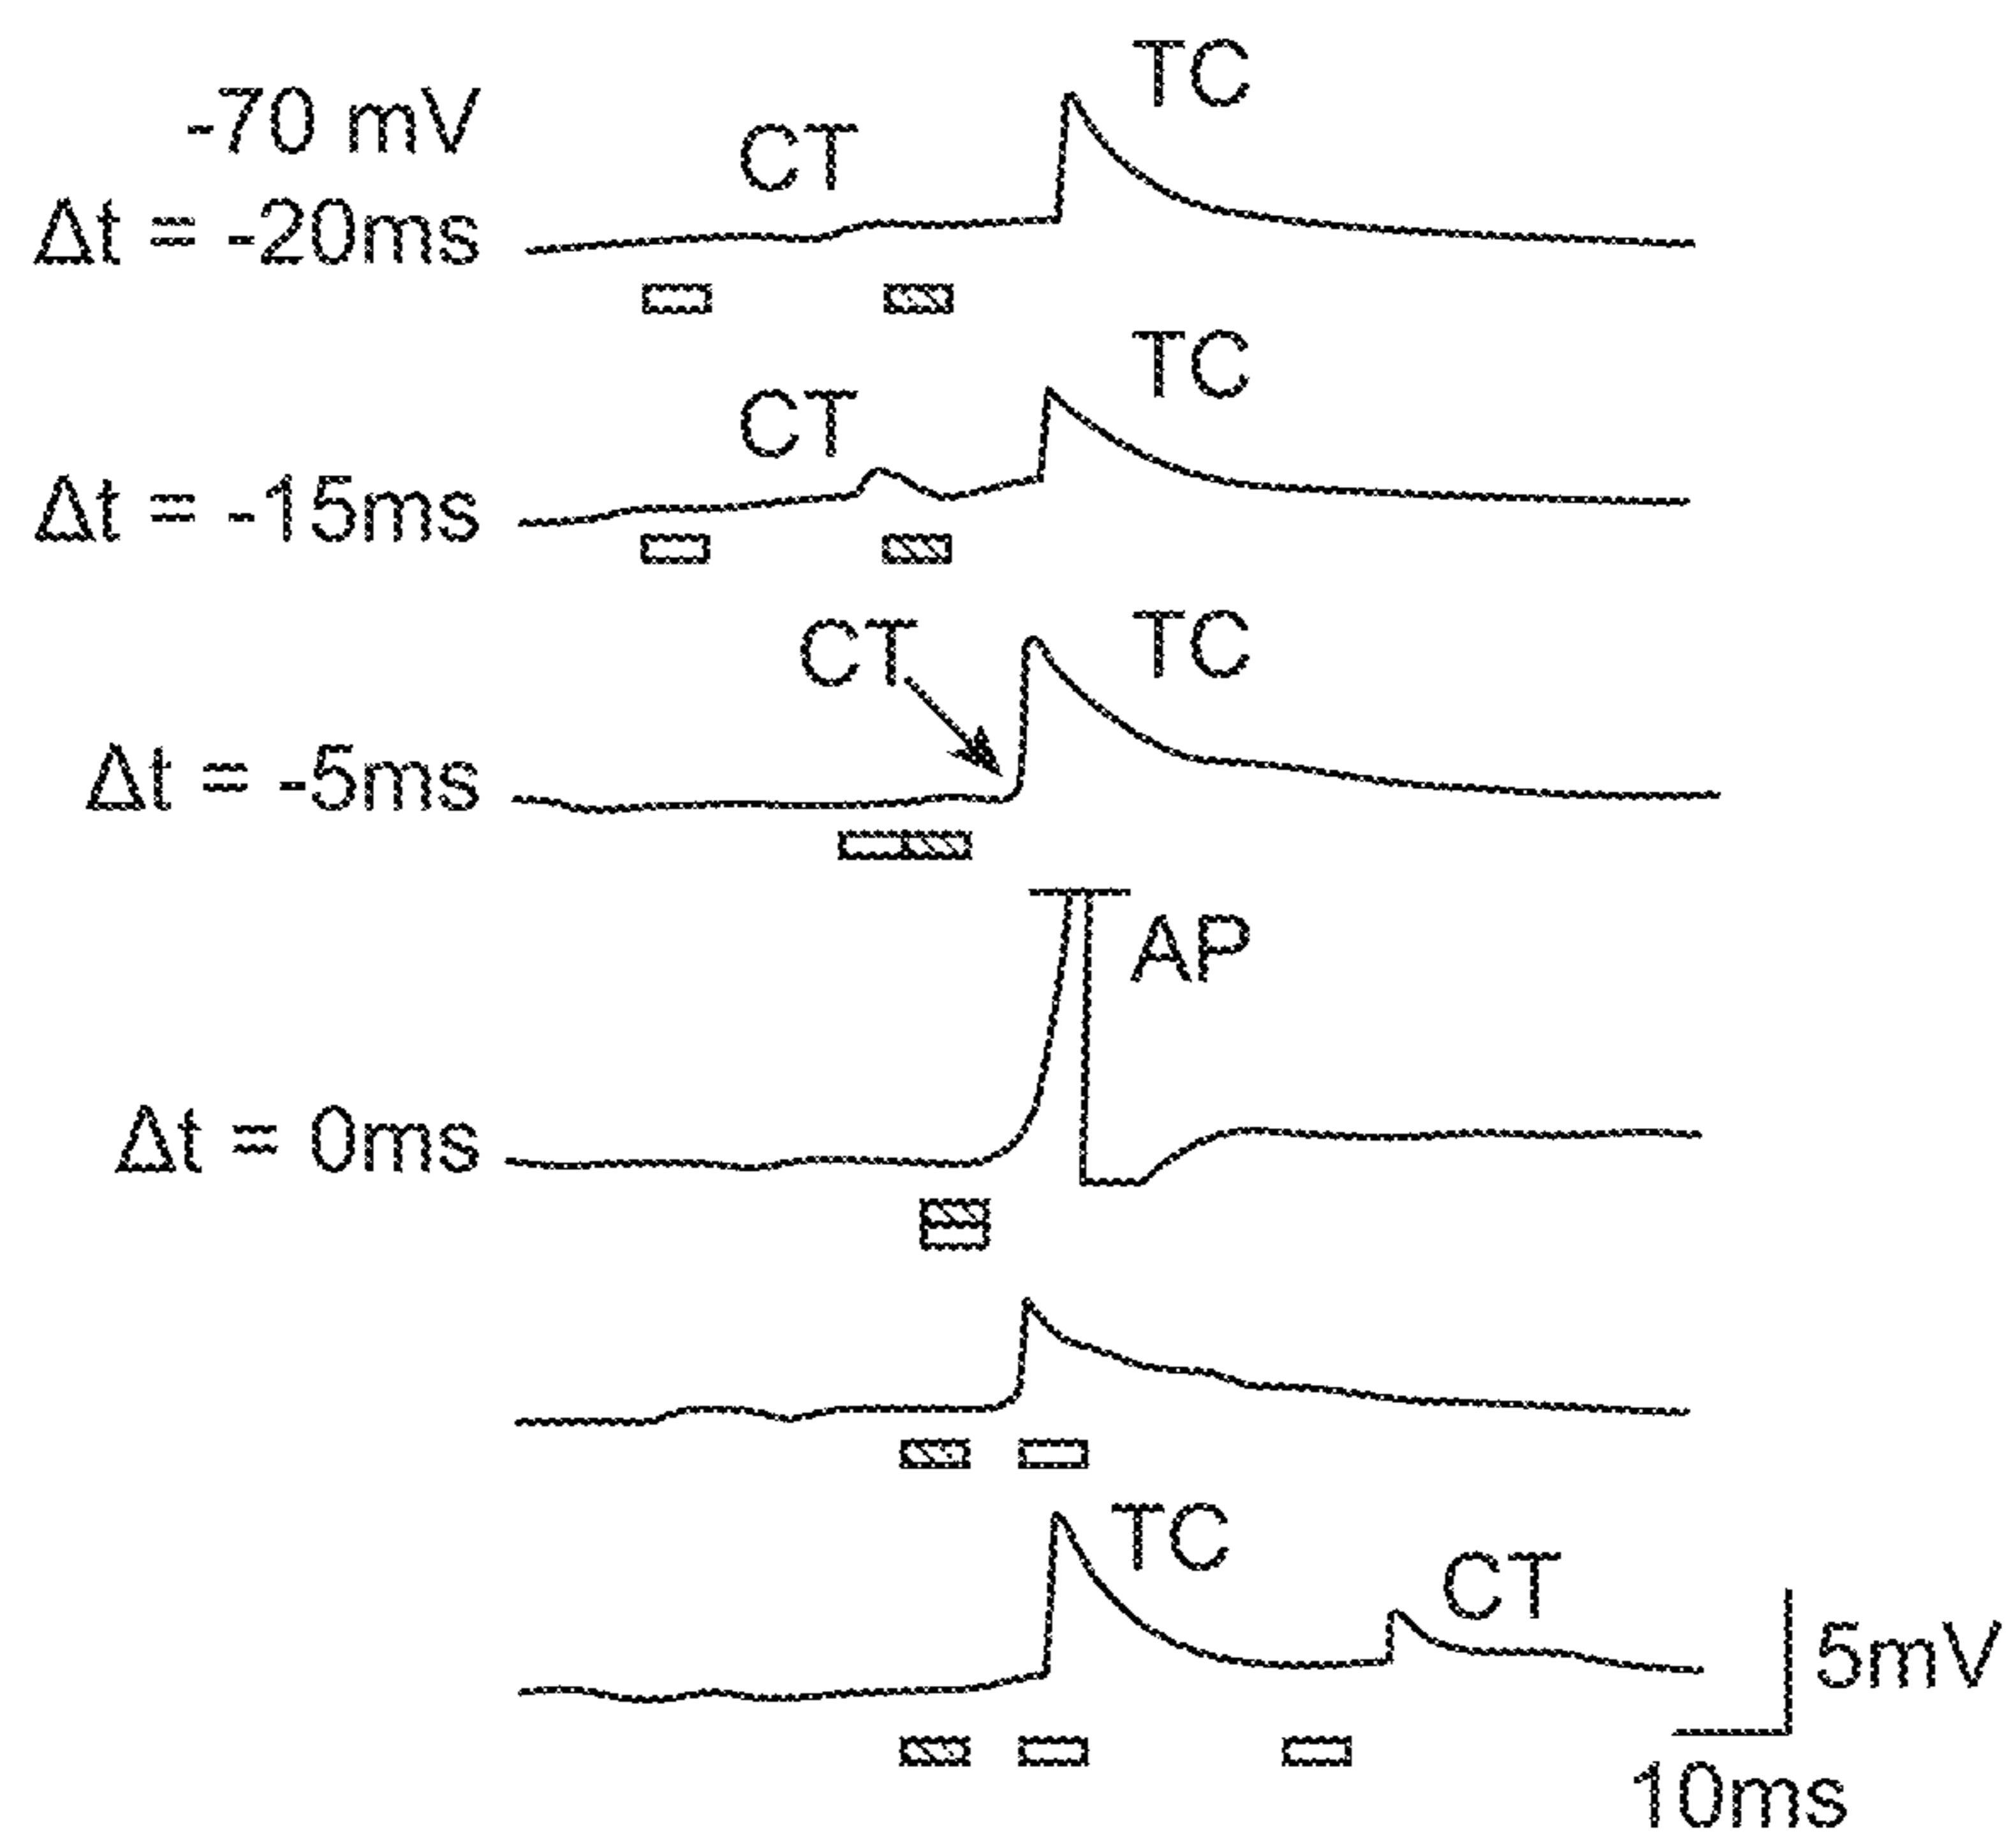 TC
-70 mV
CT
Δt = -20ms
TC
CT
Δt = -15ms
TC
CT
Δt = -5ms
AP
Δt = 0ms
TC
CT
5mV
10ms